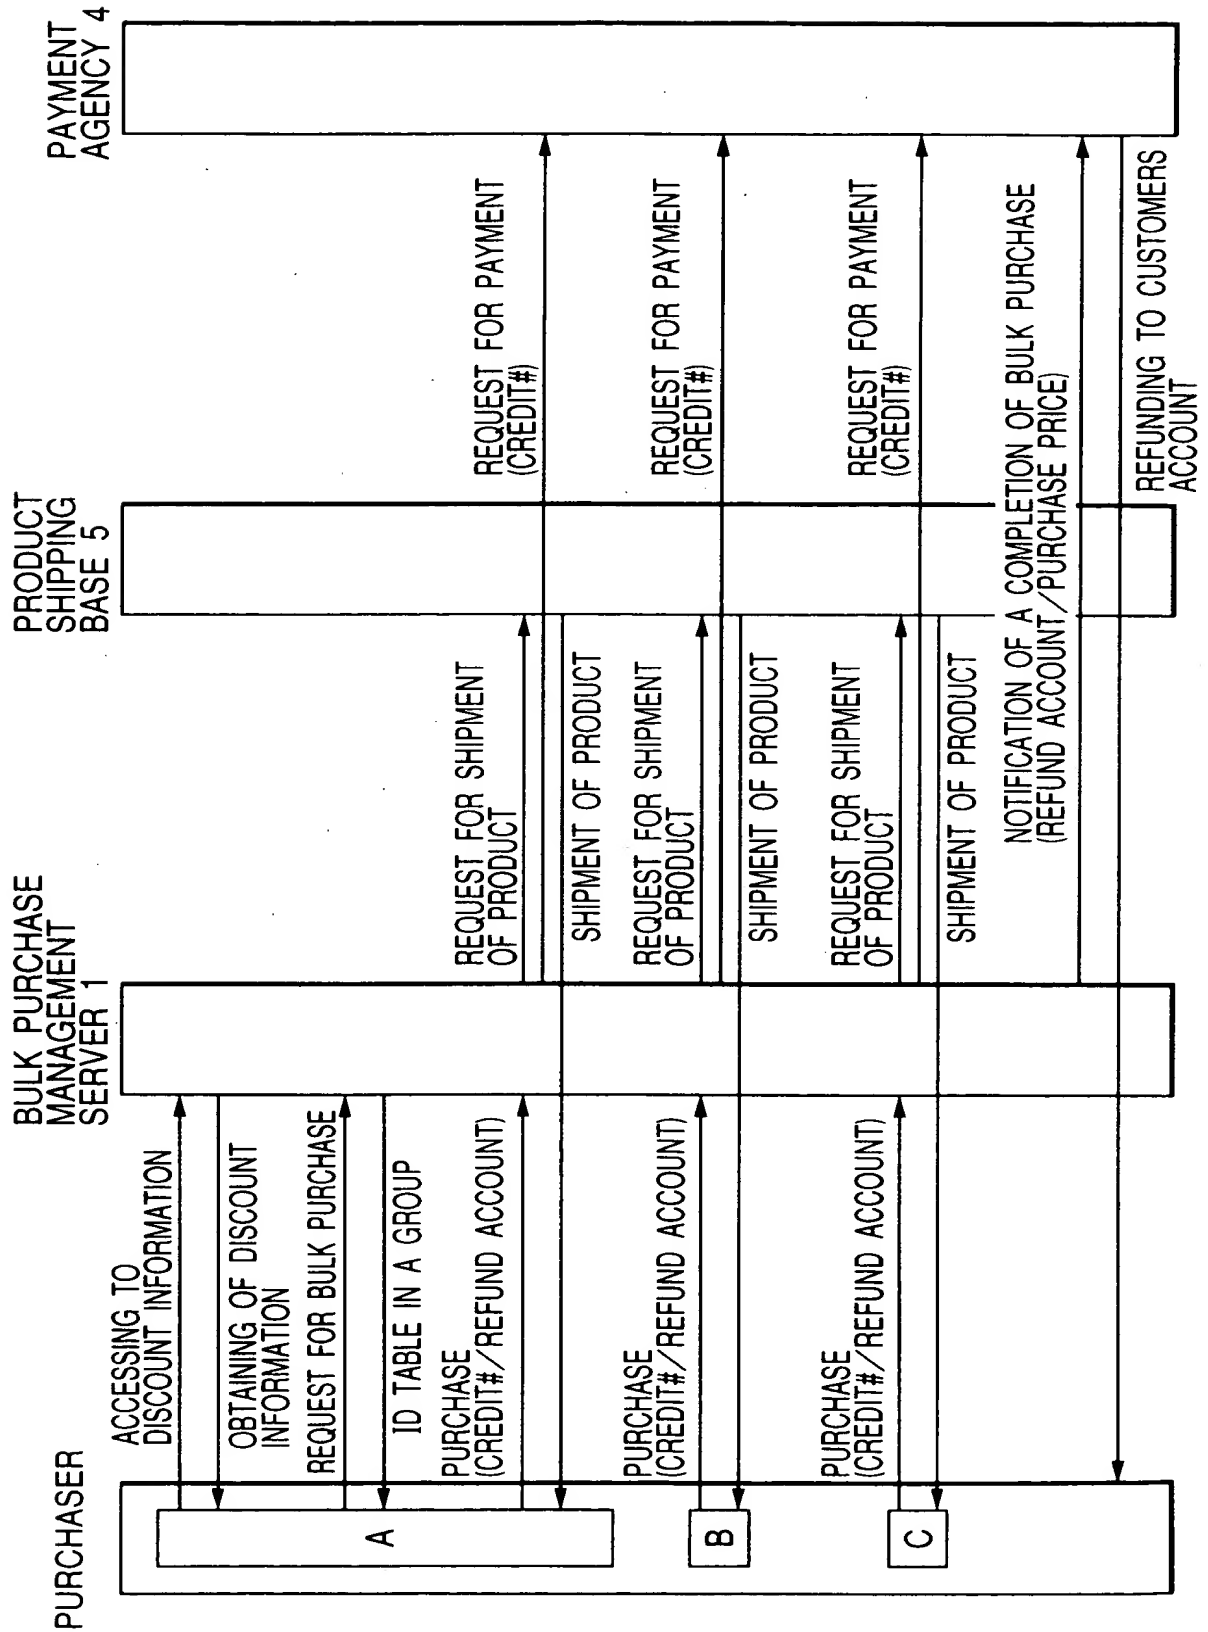 PURCHASER
BULK PURCHASE
MANAGEMENT
SERVER 1
PRODUCT
SHIPPING
BASE 5
PAYMENT
AGENCY 4
ACCESSING TO
DISCOUNT INFORMATION
OBTAINING OF DISCOUNT
INFORMATION
REQUEST FOR BULK PURCHASE
A
ID TABLE IN A GROUP
PURCHASE
(CREDIT#/REFUND ACCOUNT)
REQUEST FOR SHIPMENT
OF PRODUCT
REQUEST FOR PAYMENT
(CREDIT#)
SHIPMENT OF PRODUCT
PURCHASE
(CREDIT#/REFUND ACCOUNT)
B
REQUEST FOR SHIPMENT
OF PRODUCT
REQUEST FOR PAYMENT
(CREDIT#)
SHIPMENT OF PRODUCT
PURCHASE
(CREDIT#/REFUND ACCOUNT)
C
REQUEST FOR SHIPMENT
OF PRODUCT
REQUEST FOR PAYMENT
(CREDIT#)
SHIPMENT OF PRODUCT
NOTIFICATION OF A COMPLETION OF BULK PURCHASE
(REFUND ACCOUNT/PURCHASE PRICE)
REFUNDING TO CUSTOMERS
ACCOUNT